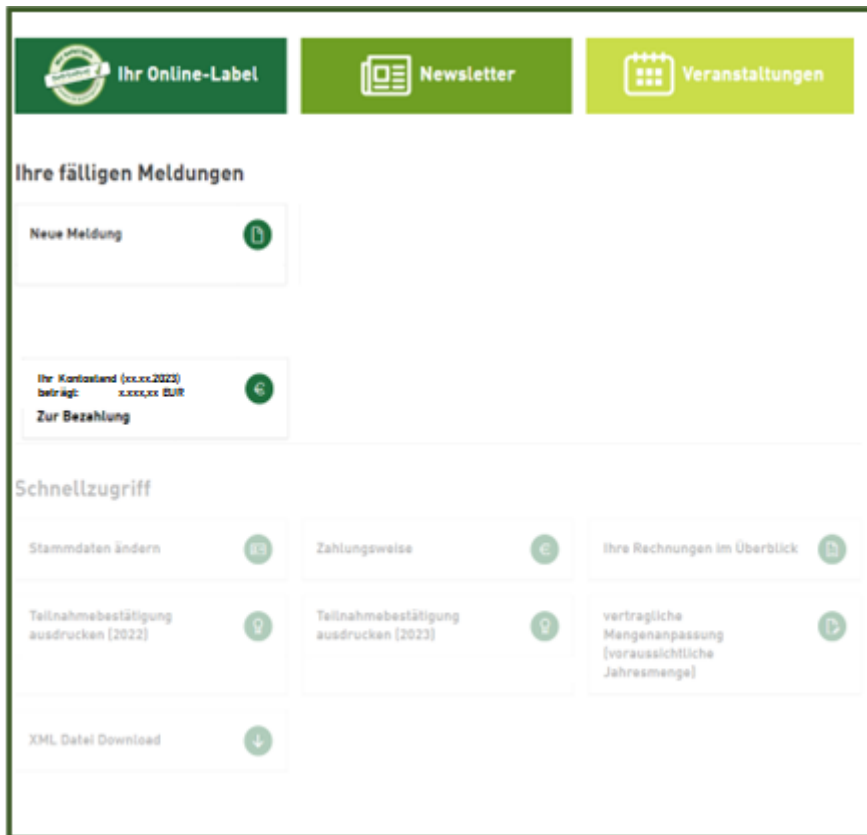 Ihr Online-Label
Newsletter
Veranstaltungen
Ihre fälligen Meldungen
Neue Meldung
Ihr Kontostand (xx.xx.2023)
beträgt: x.xxx,xx EUR
Zur Bezahlung
Schnellzugriff
Stammdaten ändern
Zahlungsweise
Ihre Rechnungen im Überblick
Teilnahmebestätigung
ausdrucken (2022)
Teilnahmebestätigung
ausdrucken (2023)
vertragliche
Mengenanpassung
(voraussichtliche
Jahresmenge)
XML Datei Download